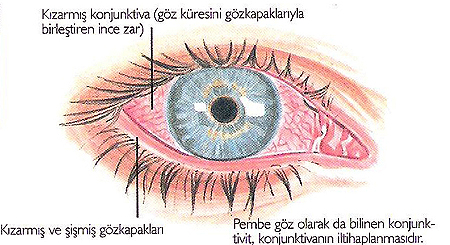 Kızarmış konjunktiva (göz küresini gözkapaklarıyla
birleştiren ince zar)
Kızarmış ve şişmiş gözkapakları
Pembe göz olarak da bilinen konjunk-
tivit, konjunktivanın iltihaplanmasıdır.